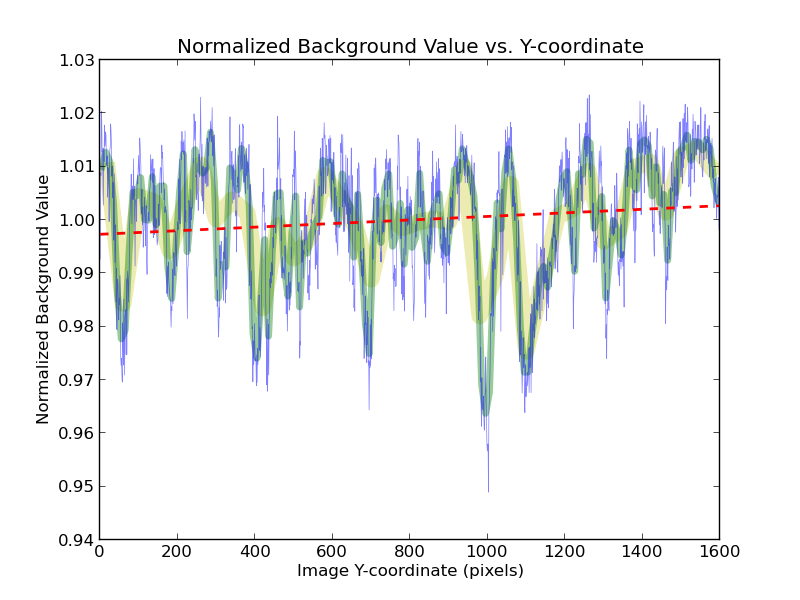 Normalized Background Value vs. Y-coordinate
1.03
1.02
1.01
1.00
0.99
0.98
0.97
0.96
0.95
0.94
Normalized Background Value
0 200 400 600 800 1000 1200 1400 1600
Image Y-coordinate (pixels)